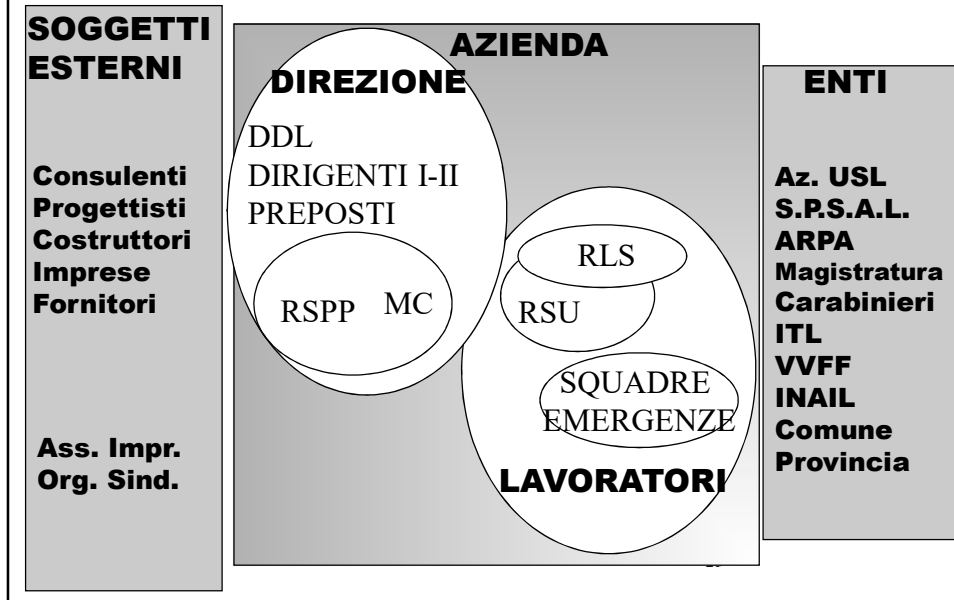 SOGGETTI
ESTERNI
Consulenti
Progettisti
Costruttori
Imprese
Fornitori
Ass. Impr.
Org. Sind.
AZIENDA
DIREZIONE
DDL
DIRIGENTI I-II
PREPOSTI
RSPP MC
RLS
RSU
SQUADRE
EMERGENZE
LAVORATORI
ENTI
Az. USL
S.P.S.A.L.
ARPA
Magistratura
Carabinieri
ITL
VVFF
INAIL
Comune
Provincia